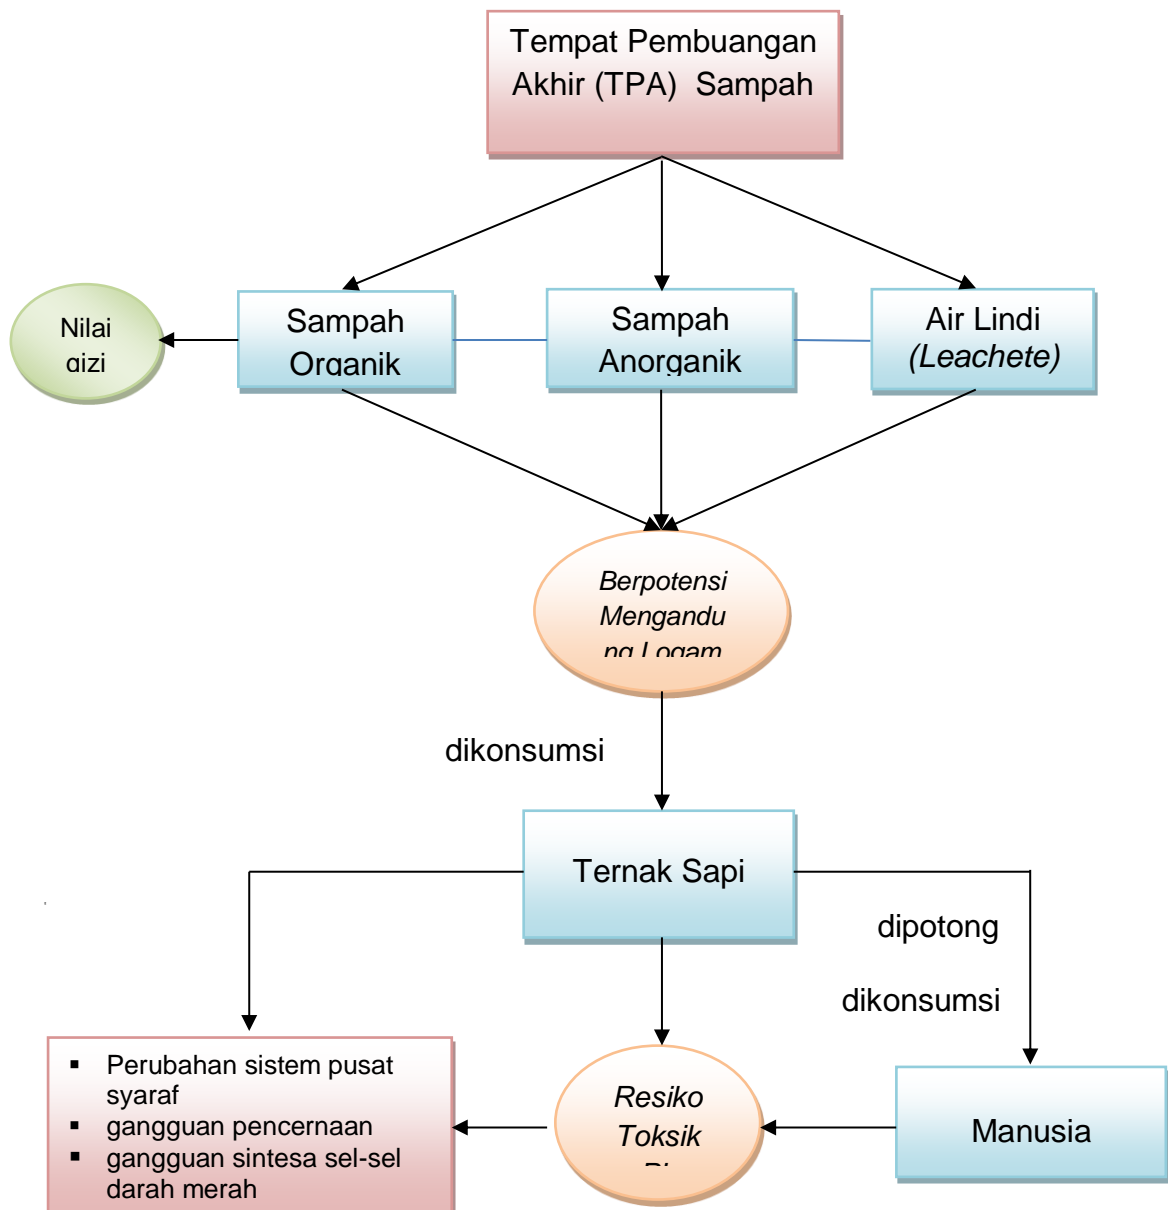 Tempat Pembuangan
Akhir (TPA) Sampah
Nilai
gizi
Sampah
Organik
Sampah
Anorganik
Air Lindi
(Leachete)
Berpotensi
Mengandu
ng Logam
dikonsumsi
Ternak Sapi
dipotong
dikonsumsi
▪ Perubahan sistem pusat
syaraf
▪ gangguan pencernaan
▪ gangguan sintesa sel-sel
darah merah
Resiko
Toksik
Manusia